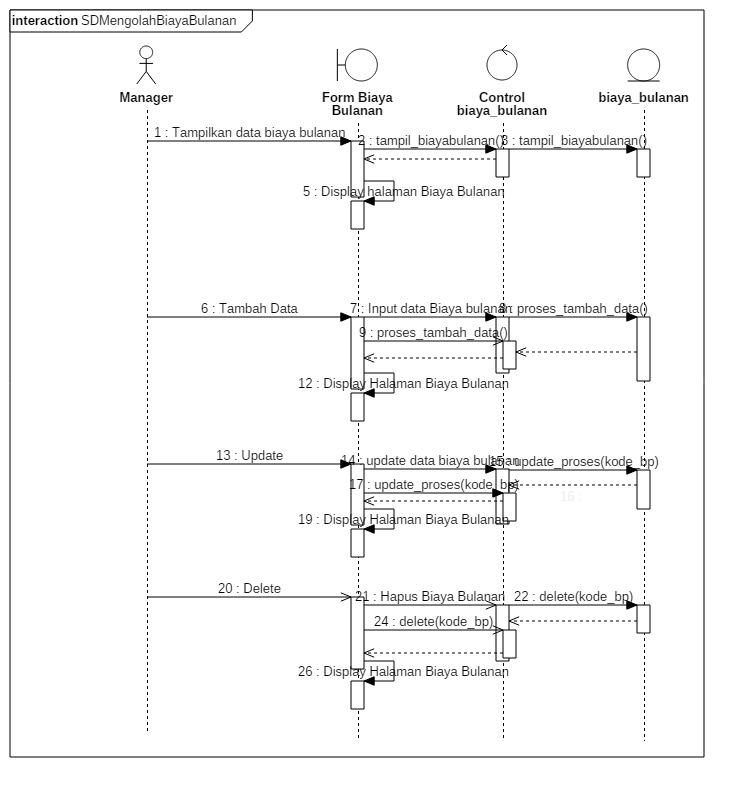 interaction SDMengolahBiayaBulanan
Manager
Form Biaya
Bulanan
Control
biaya_bulanan
biaya_bulanan
1 : Tampilkan data biaya bulanan
2 : tampil_biayabulanan()
3 : tampil_biayabulanan()
5 : Display halaman Biaya Bulanan
6 : Tambah Data
7 : Input data Biaya bulanan
8 : proses_tambah_data()
9 : proses_tambah_data()
12 : Display Halaman Biaya Bulanan
13 : Update
14 : update data biaya bulanan
15 : update_proses(kode_bp)
16 :
17 : update_proses(kode_bp)
19 : Display Halaman Biaya Bulanan
20 : Delete
21 : Hapus Biaya Bulanan
22 : delete(kode_bp)
24 : delete(kode_bp)
26 : Display Halaman Biaya Bulanan